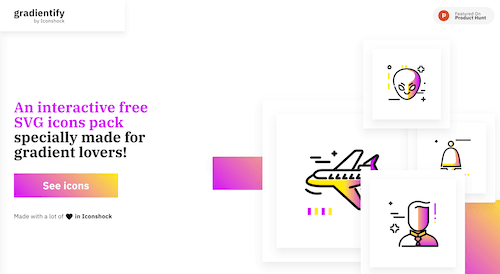 gradientify
by Iconshock
Featured On
Product Hunt
An interactive free
SVG icons pack
specially made for
gradient lovers!
See icons
Made with a lot of in Iconshock